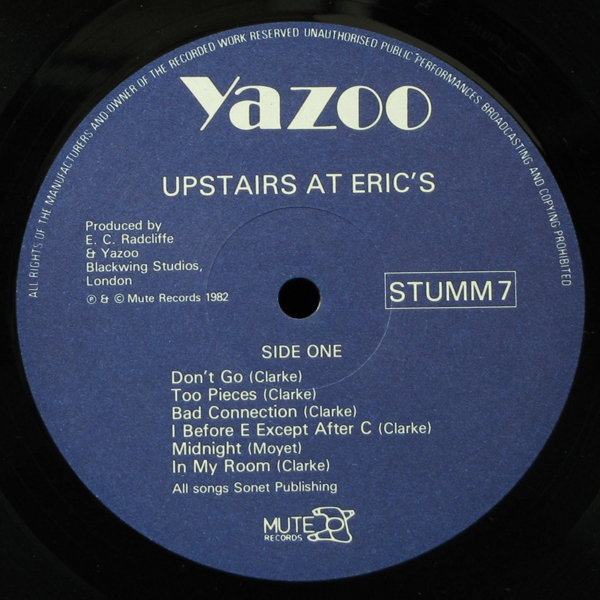 ALL RIGHTS OF THE MANUFACTURERS AND OWNER OF THE RECORDED WORK RESERVED UNAUTHORISED PUBLIC PERFORMANCES BROADCASTING AND COPYING PROHIBITED
Yazoo
UPSTAIRS AT ERIC'S
Produced by
E. C. Radcliffe
& Yazoo
Blackwing Studios,
London
℗ & © Mute Records 1982
STUMM 7
SIDE ONE
Don't Go (Clarke)
Too Pieces (Clarke)
Bad Connection (Clarke)
I Before E Except After C (Clarke)
Midnight (Moyet)
In My Room (Clarke)
All songs Sonet Publishing
MUTE
RECORDS